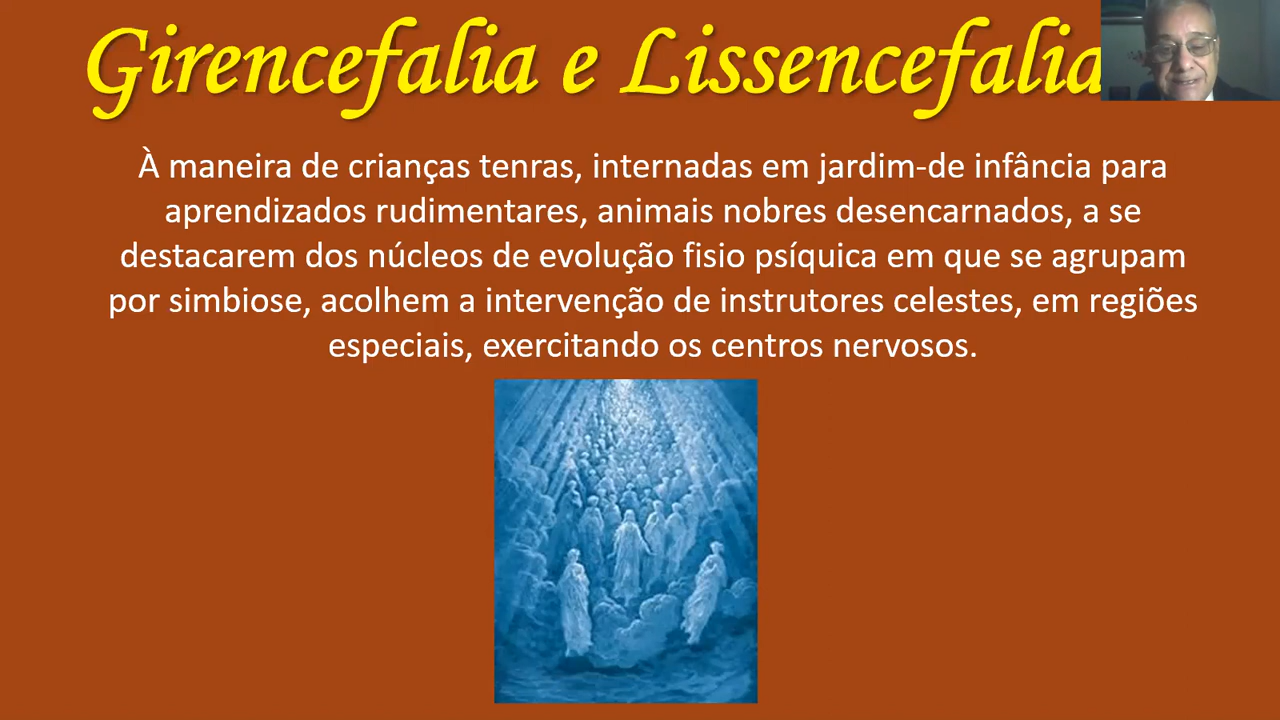 Girencefalia e Lissencefalia
À maneira de crianças tenras, internadas em jardim-de infância para
aprendizados rudimentares, animais nobres desencarnados, a se
destacarem dos núcleos de evolução fisio psíquica em que se agrupam
por simbiose, acolhem a intervenção de instrutores celestes, em regiões
especiais, exercitando os centros nervosos.